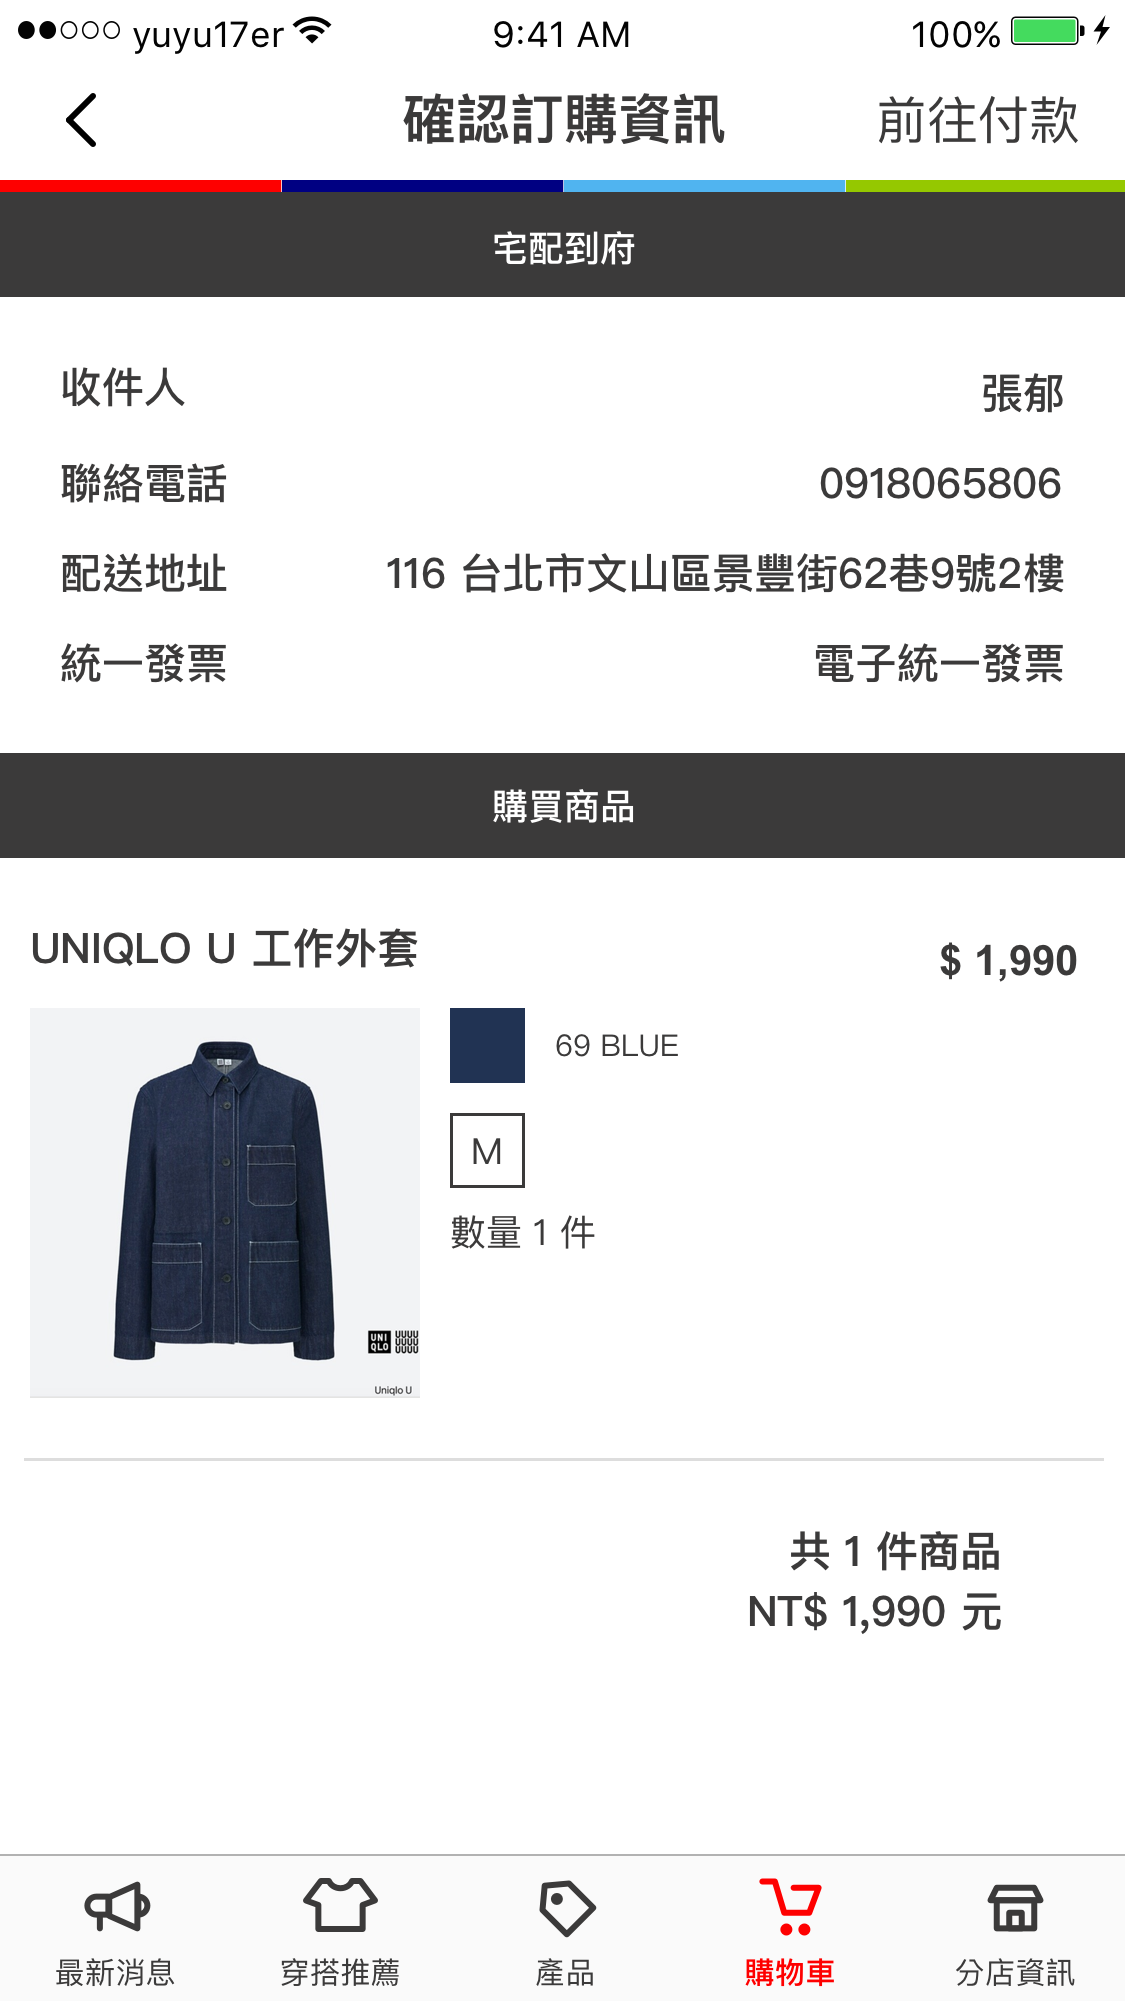 yuyu17er 9:41 AM 100%
確認訂購資訊 前往付款
宅配到府
收件人 張郁
聯絡電話 0918065806
配送地址 116 台北市文山區景豐街62巷9號2樓
統一發票 電子統一發票
購買商品
UNIQLO U 工作外套 $ 1,990
69 BLUE
M
數量 1 件
UNI
QLO
Uniqlo U
共 1 件商品
NT$ 1,990 元
最新消息 穿搭推薦 產品 購物車 分店資訊